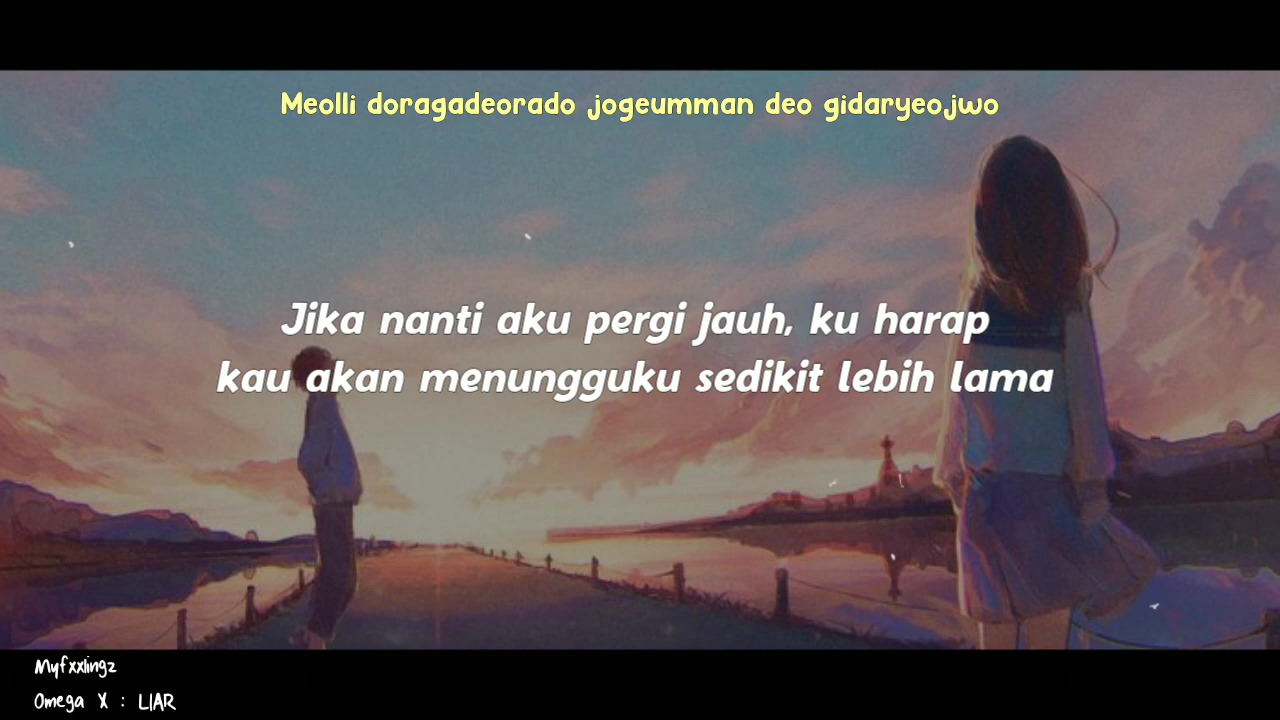 Meolli doragadeorado jogeumman deo gidaryeojwo
Jika nanti aku pergi jauh, ku harap
kau akan menungguku sedikit lebih lama
Myfxxlingz
Omega X : LIAR